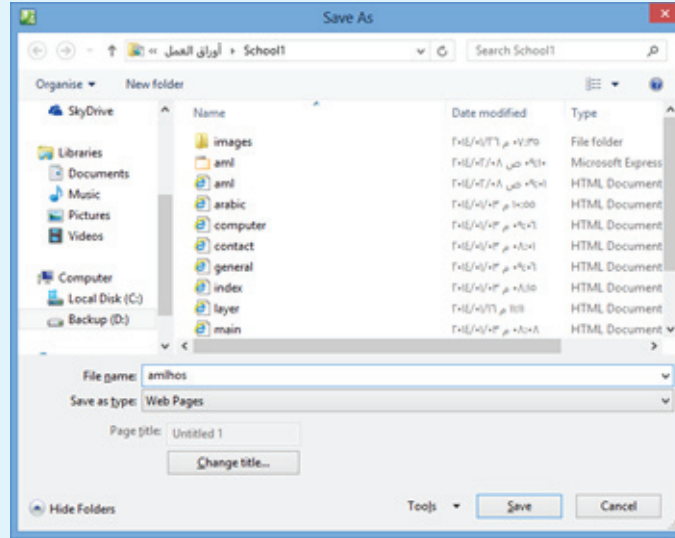 Save As
أوراق العمل
School1
Search School1
Organise
New folder
SkyDrive
Libraries
Documents
Music
Pictures
Videos
Computer
Local Disk (C:)
Backup (D:)
Name Date modified Type
images File folder
aml Microsoft Express
aml HTML Document
arabic HTML Document
computer HTML Document
contact HTML Document
general HTML Document
index HTML Document
layer HTML Document
main HTML Document
File name: amlhos
Save as type: Web Pages
Page title: Untitled 1
Change title...
Hide Folders Tools Save Cancel